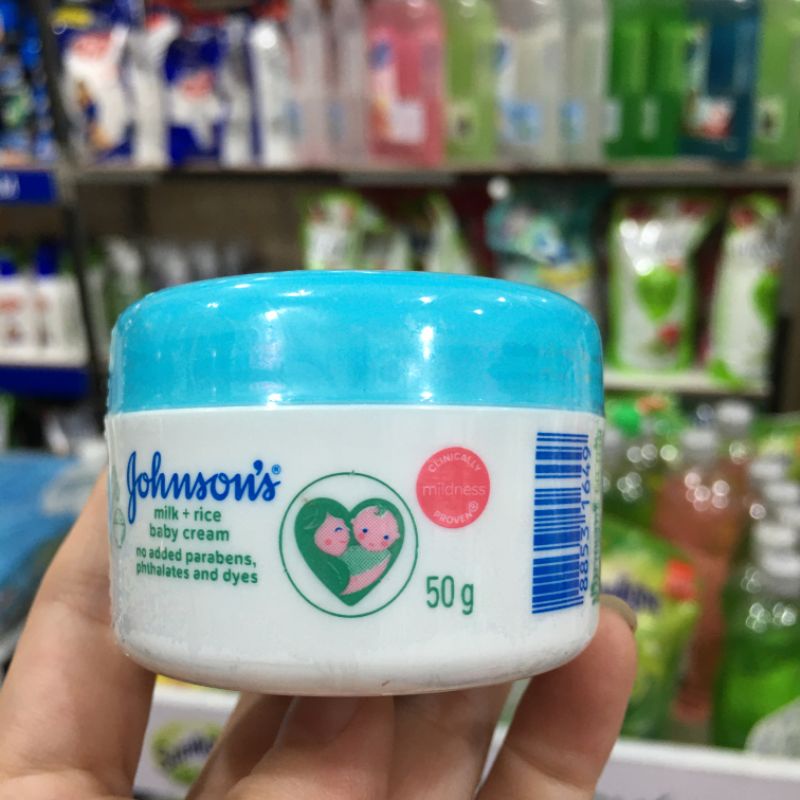 Johnson's®
milk + rice
baby cream
no added parabens,
phthalates and dyes
CLINICALLY
mildness
PROVEN
50 g